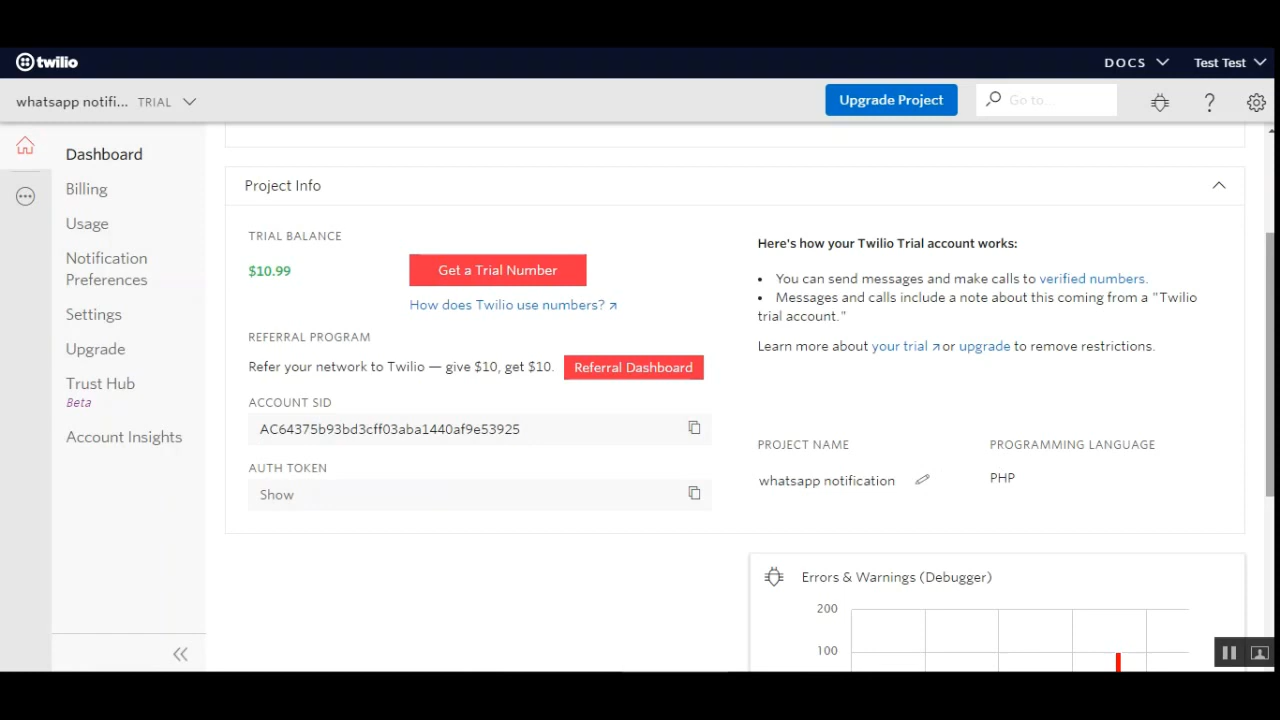 twilio
DOCS
Test Test
whatsapp notifi... TRIAL
Upgrade Project
Go to...
Dashboard
Billing
Usage
Notification
Preferences
Settings
Upgrade
Trust Hub
Beta
Account Insights
Project Info
TRIAL BALANCE
$10.99
Get a Trial Number
How does Twilio use numbers?
REFERRAL PROGRAM
Refer your network to Twilio — give $10, get $10.
Referral Dashboard
ACCOUNT SID
AC64375b93bd3cff03aba1440af9e53925
AUTH TOKEN
Show
Here's how your Twilio Trial account works:
• You can send messages and make calls to verified numbers.
• Messages and calls include a note about this coming from a "Twilio
trial account."
Learn more about your trial or upgrade to remove restrictions.
PROJECT NAME
whatsapp notification
PROGRAMMING LANGUAGE
PHP
Errors & Warnings (Debugger)
200
100